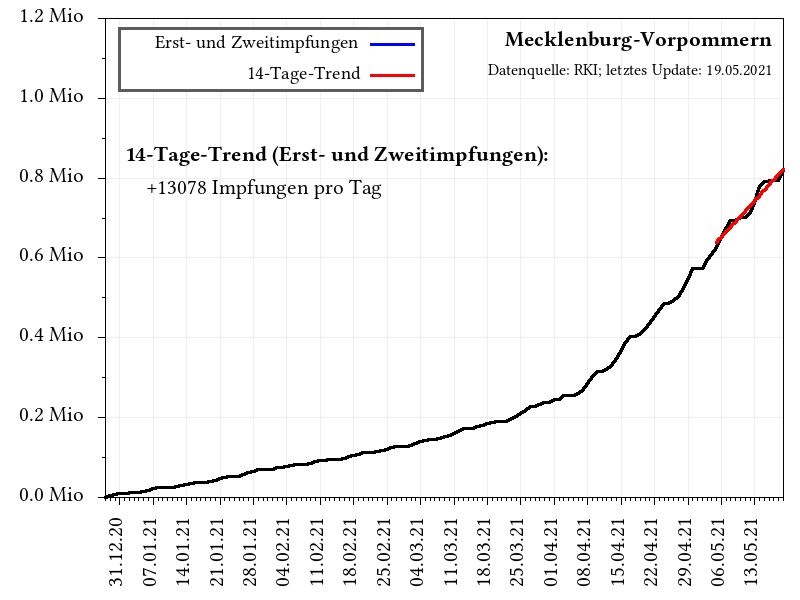 1.2 Mio
1.0 Mio
0.8 Mio
0.6 Mio
0.4 Mio
0.2 Mio
0.0 Mio
Erst- und Zweitimpfungen
14-Tage-Trend
Mecklenburg-Vorpommern
Datenquelle: RKI; letztes Update: 19.05.2021
14-Tage-Trend (Erst- und Zweitimpfungen):
+13078 Impfungen pro Tag
31.12.20
07.01.21
14.01.21
21.01.21
28.01.21
04.02.21
11.02.21
18.02.21
25.02.21
04.03.21
11.03.21
18.03.21
25.03.21
01.04.21
08.04.21
15.04.21
22.04.21
29.04.21
06.05.21
13.05.21